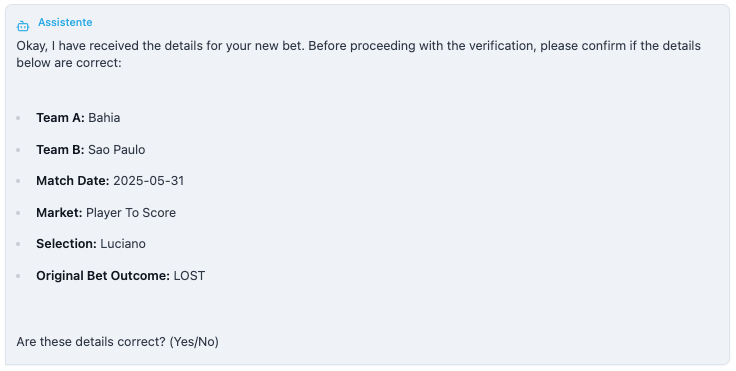 Assistente
Okay, I have received the details for your new bet. Before proceeding with the verification, please confirm if the details
below are correct:
Team A: Bahia
Team B: Sao Paulo
Match Date: 2025-05-31
Market: Player To Score
Selection: Luciano
Original Bet Outcome: LOST
Are these details correct? (Yes/No)